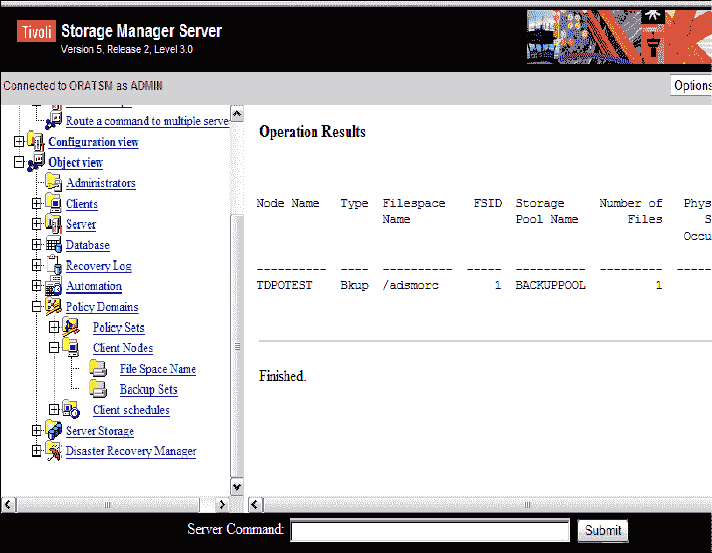 Tivoli Storage Manager Server
Version 5, Release 2, Level 3.0
Connected to ORATSM as ADMIN
Options
Route a command to multiple serve
Configuration view
Object view
Administrators
Clients
Server
Database
Recovery Log
Automation
Policy Domains
Policy Sets
Client Nodes
File Space Name
Backup Sets
Client schedules
Server Storage
Disaster Recovery Manager
Operation Results
Node Name Type Filespace FSID Storage Number of Phys
Name Pool Name Files S
Occu
---------- ---- ---------- ----- ---------- --------- -----
TDPOTEST Bkup /adsmorc 1 BACKUPPOOL 1
Finished.
Server Command: Submit